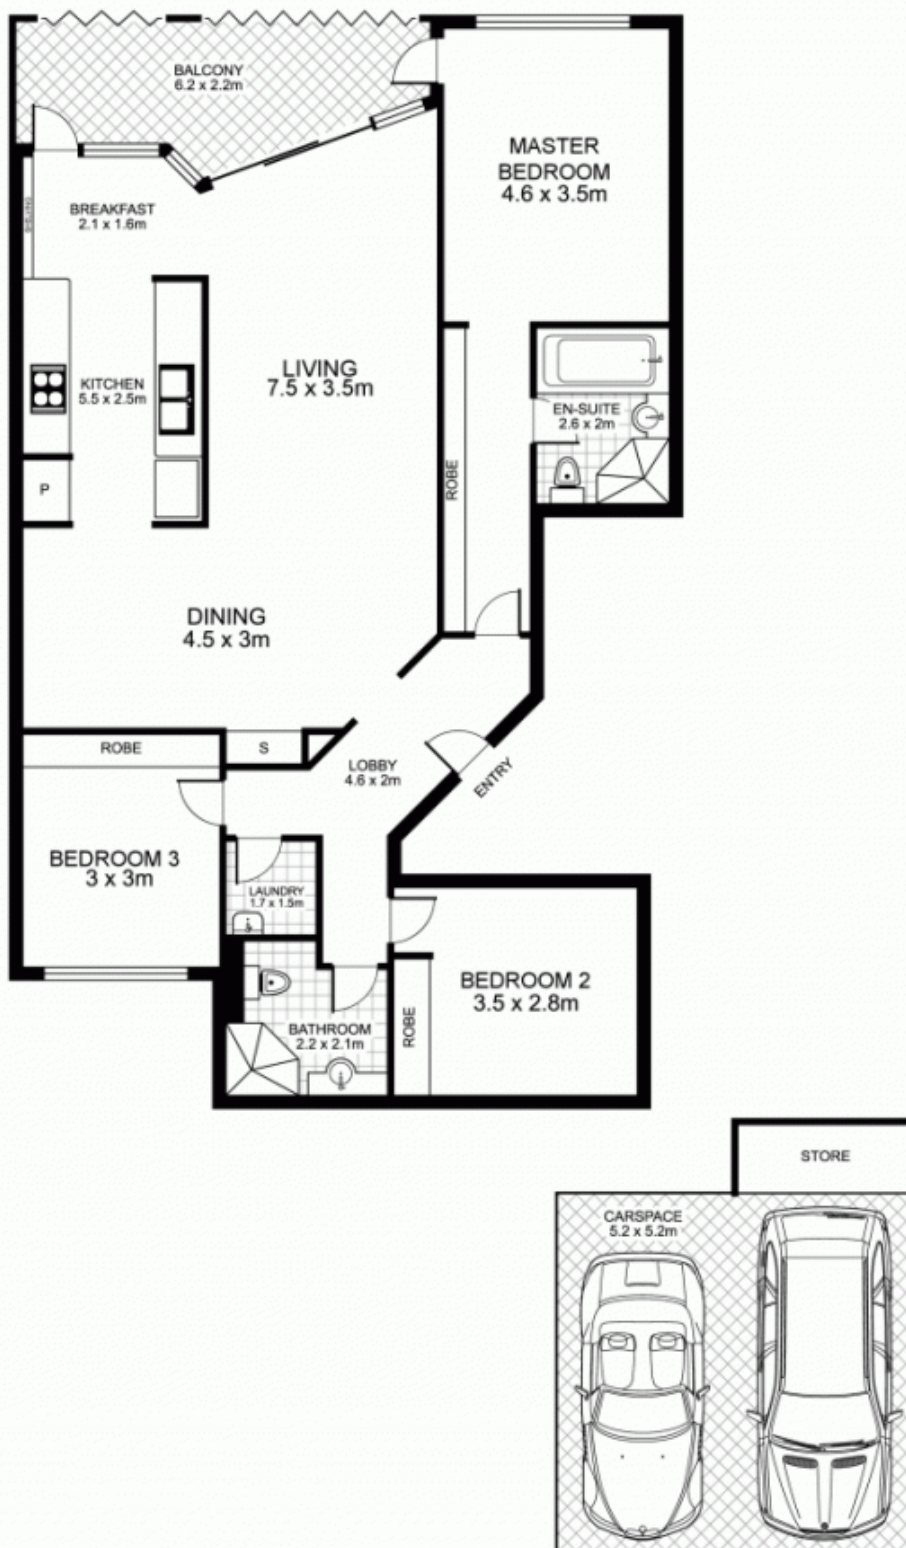 BALCONY
6.2 x 2.2m
MASTER
BEDROOM
4.6 x 3.5m
SHELVING
BREAKFAST
2.1 x 1.6m
LIVING
7.5 x 3.5m
KITCHEN
5.5 x 2.5m
EN-SUITE
2.6 x 2m
ROBE
P
DINING
4.5 x 3m
ROBE
S
LOBBY
4.6 x 2m
ENTRY
BEDROOM 3
3 x 3m
LAUNDRY
1.7 x 1.5m
BEDROOM 2
3.5 x 2.8m
ROBE
BATHROOM
2.2 x 2.1m
STORE
CARSPACE
5.2 x 5.2m